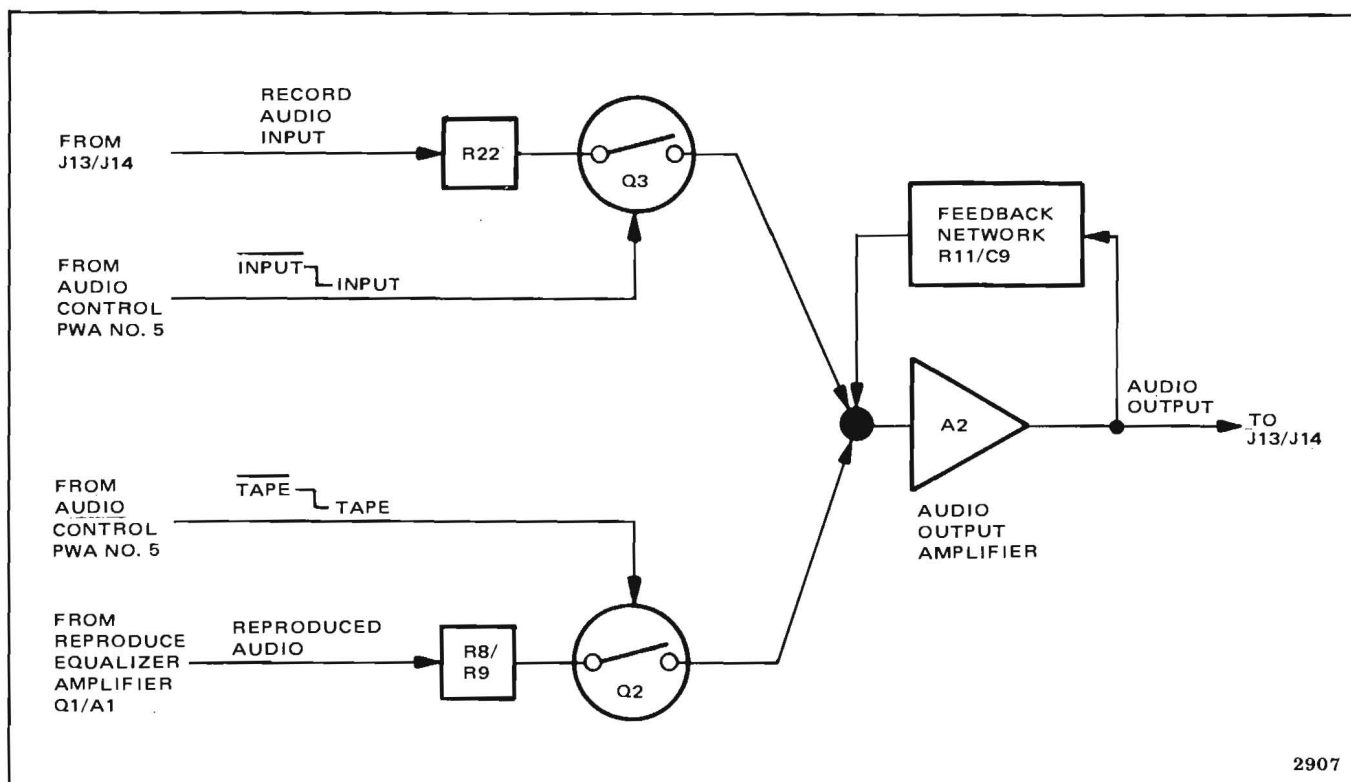 RECORD
AUDIO
INPUT
FROM
J13/J14
R22
Q3
FROM
AUDIO
CONTROL
PWA NO. 5
INPUT
INPUT
FEEDBACK
NETWORK
R11/C9
A2
AUDIO
OUTPUT
TO
J13/J14
AUDIO
OUTPUT
AMPLIFIER
FROM
AUDIO
CONTROL
PWA NO. 5
TAPE
TAPE
FROM
REPRODUCE
EQUALIZER
AMPLIFIER
Q1/A1
REPRODUCED
AUDIO
R8/
R9
Q2
2907